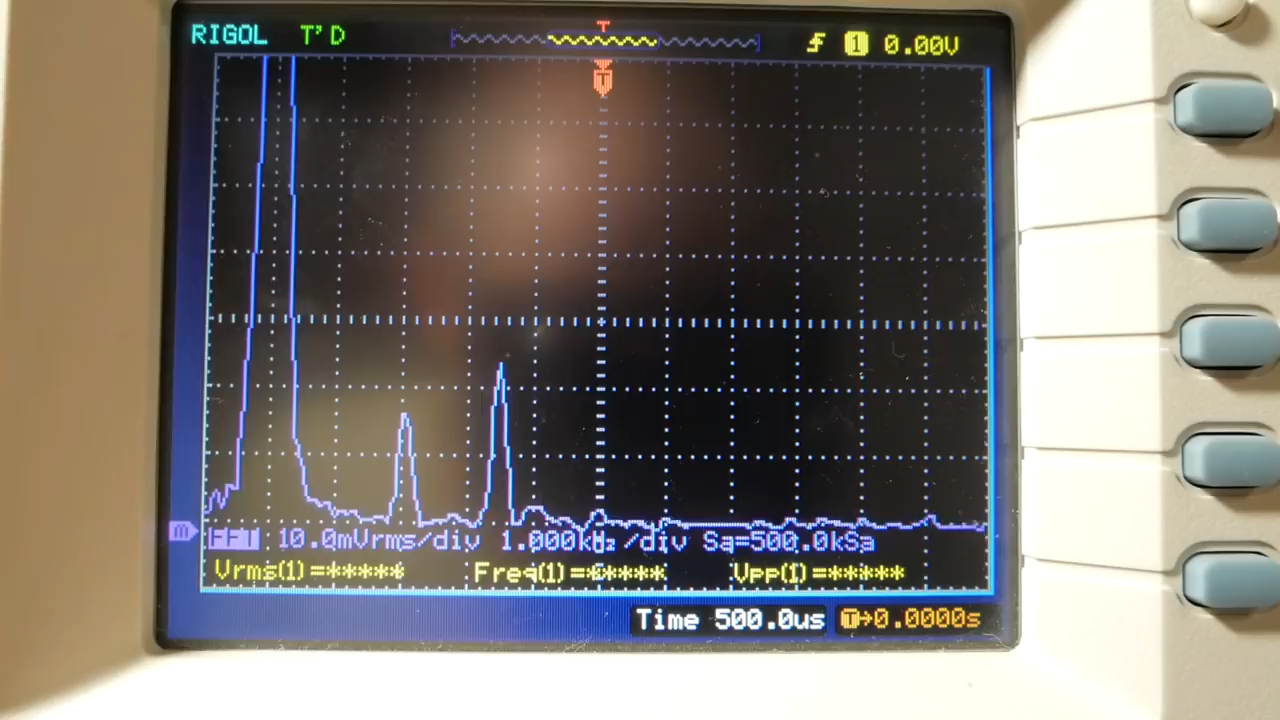 RIGOL T'D T 1 0.00V
T
M FFT 10.0mVrms/div 1.000kHz/div Sa=500.0kSa
Vrms(1)=***** Freq(1)=***** Vpp(1)=*****
Time 500.0us T→0.0000s